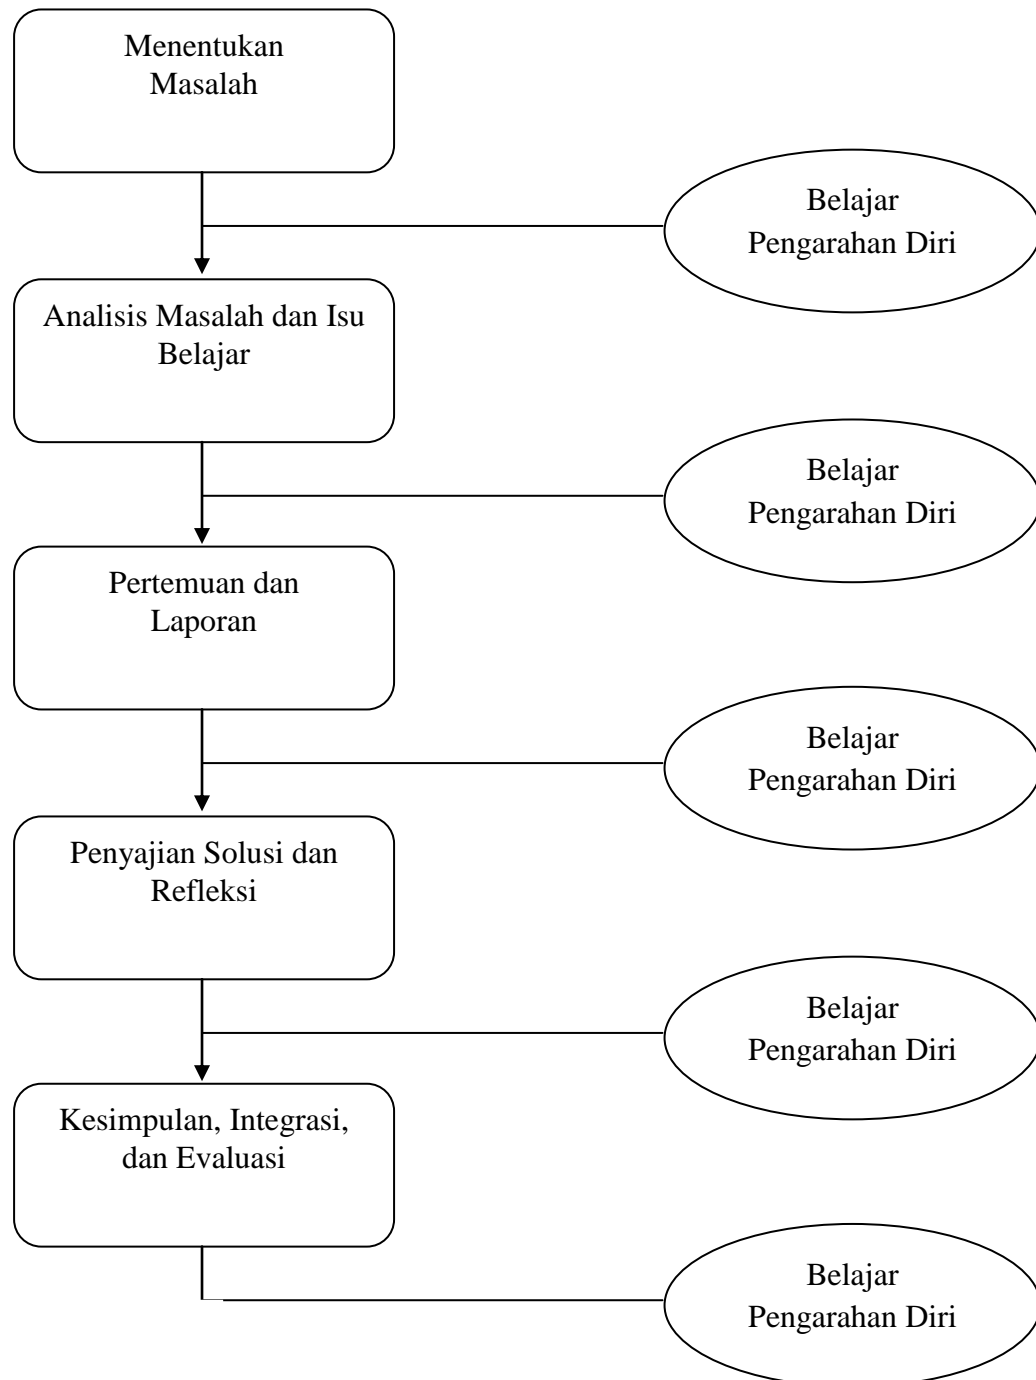 Menentukan
Masalah
Belajar
Pengarahan Diri
Analisis Masalah dan Isu
Belajar
Belajar
Pengarahan Diri
Pertemuan dan
Laporan
Belajar
Pengarahan Diri
Penyajian Solusi dan
Refleksi
Belajar
Pengarahan Diri
Kesimpulan, Integrasi,
dan Evaluasi
Belajar
Pengarahan Diri